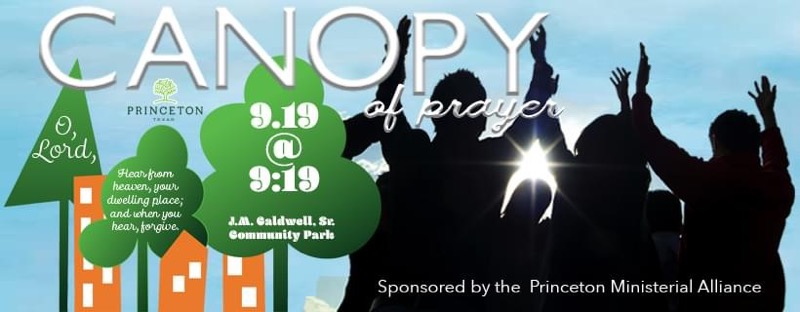 CANOPY
of prayer
PRINCETON
TEXAS
O,
Lord,
Hear from
heaven, your
dwelling place;
and when you
hear, forgive.
9.19
@
9:19
J.M. Caldwell, Sr.
Community Park
Sponsored by the Princeton Ministerial Alliance